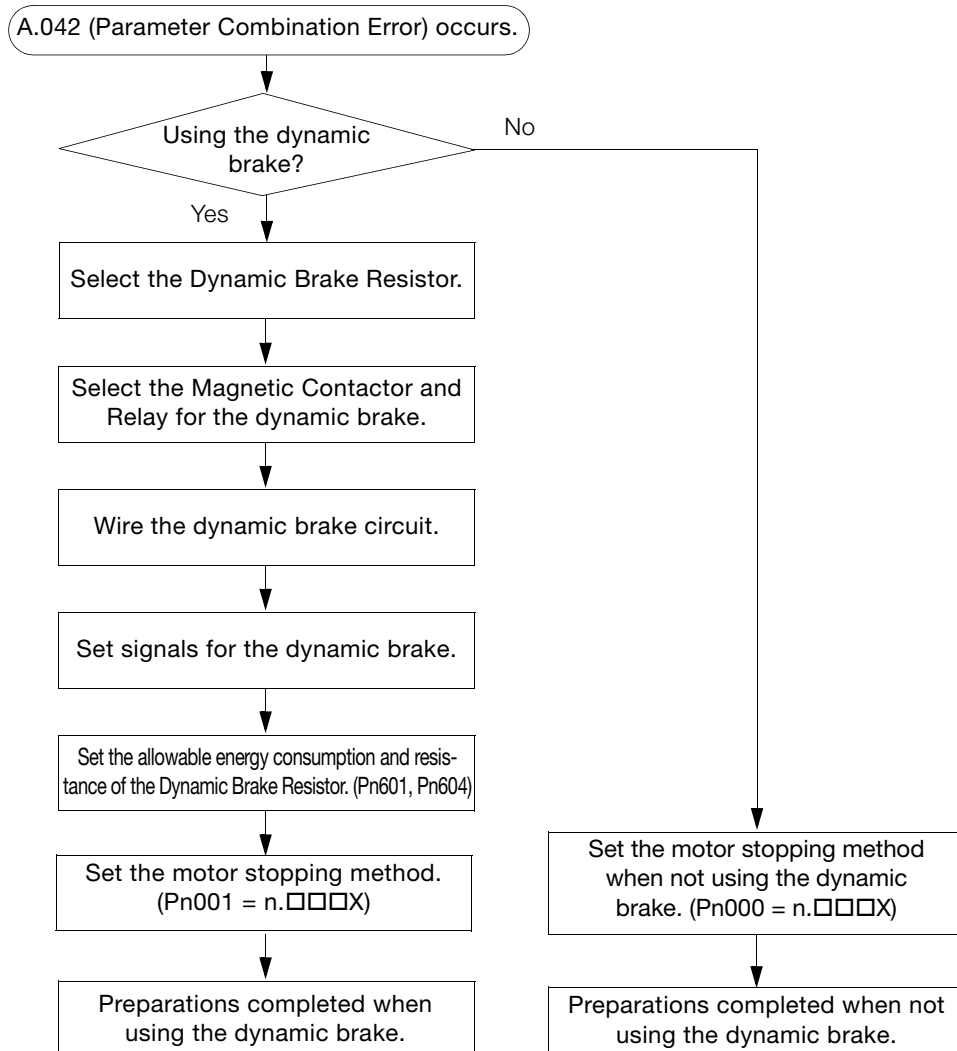 A.042 (Parameter Combination Error) occurs.
Using the dynamic
brake?
No
Yes
Select the Dynamic Brake Resistor.
Select the Magnetic Contactor and
Relay for the dynamic brake.
Wire the dynamic brake circuit.
Set signals for the dynamic brake.
Set the allowable energy consumption and resis-
tance of the Dynamic Brake Resistor. (Pn601, Pn604)
Set the motor stopping method.
(Pn001 = n.□□□X)
Preparations completed when
using the dynamic brake.
Set the motor stopping method
when not using the dynamic
brake. (Pn000 = n.□□□X)
Preparations completed when not
using the dynamic brake.